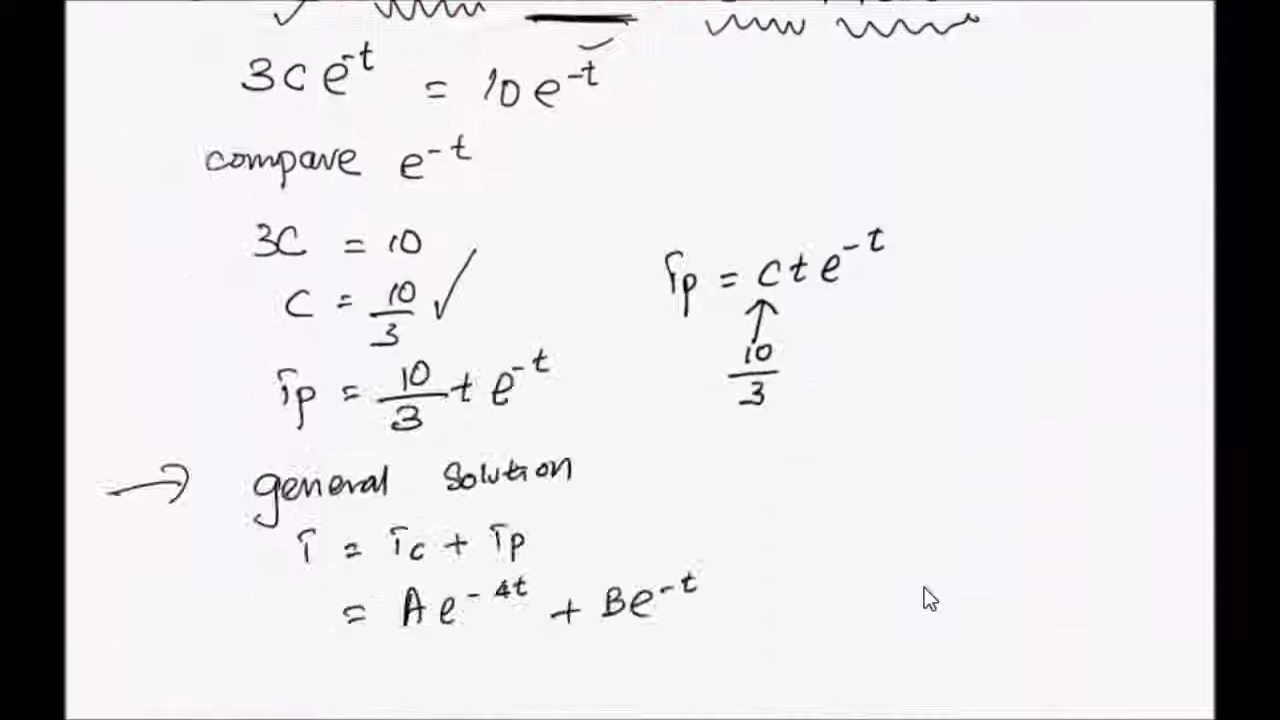 3Ce^-t = 10e^-t
compare e^-t
3C = 10
C = 10/3 ✓
ip = 10/3 t e^-t
ip = C t e^-t
↑
10/3
→ general solution
i = ic + ip
= Ae^-4t + Be^-t